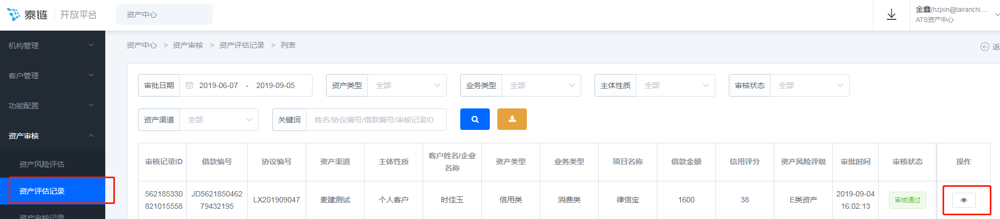 泰链 开放平台
资产中心
金鑫(hzjxin@tairanchi...
ATS资产中心
机构管理
客户管理
功能配置
资产审核
资产风险评估
资产评估记录
资产审核记录
资产中心 > 资产审核 > 资产评估记录 > 列表
返
审批日期 2019-06-07 - 2019-09-05 资产类型 全部 业务类型 全部 主体性质 全部 审核状态 全部
资产渠道 全部 关键词 姓名/协议编号/借款编号/审核记录ID
审核记录ID 借款编号 协议编号 资产渠道 主体性质 客户姓名/企业名称 资产类型 业务类型 项目名称 借款金额 信用评分 资产风险评级 审批时间 审核状态 操作
562185330821015558 JD562185046279432195 LX201909047 麦建测试 个人客户 时佳玉 信用类 消费类 律信宝 1600 38 E类资产 2019-09-04 16:02:13 审核通过